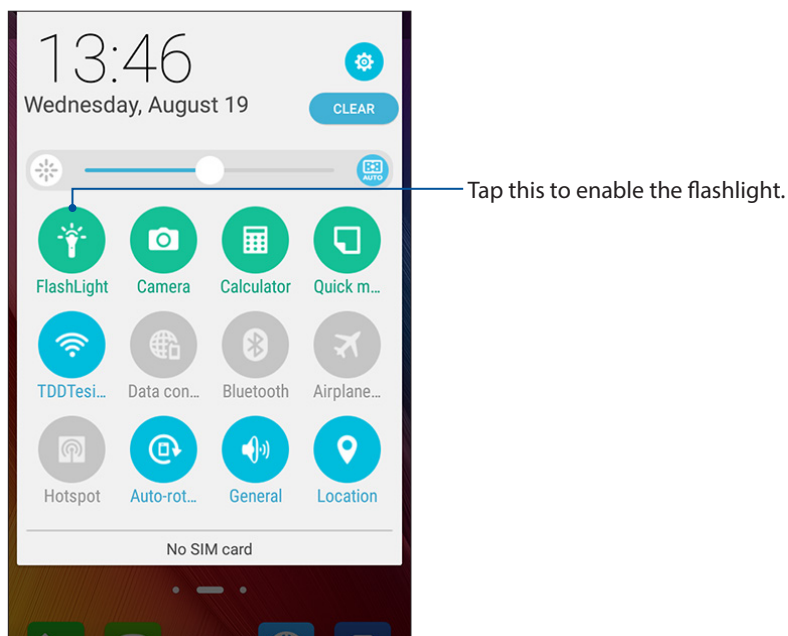 13:46
Wednesday, August 19
CLEAR
AUTO
Tap this to enable the flashlight.
FlashLight Camera Calculator Quick m...
TDDTesi... Data con... Bluetooth Airplane...
Hotspot Auto-rot... General Location
No SIM card